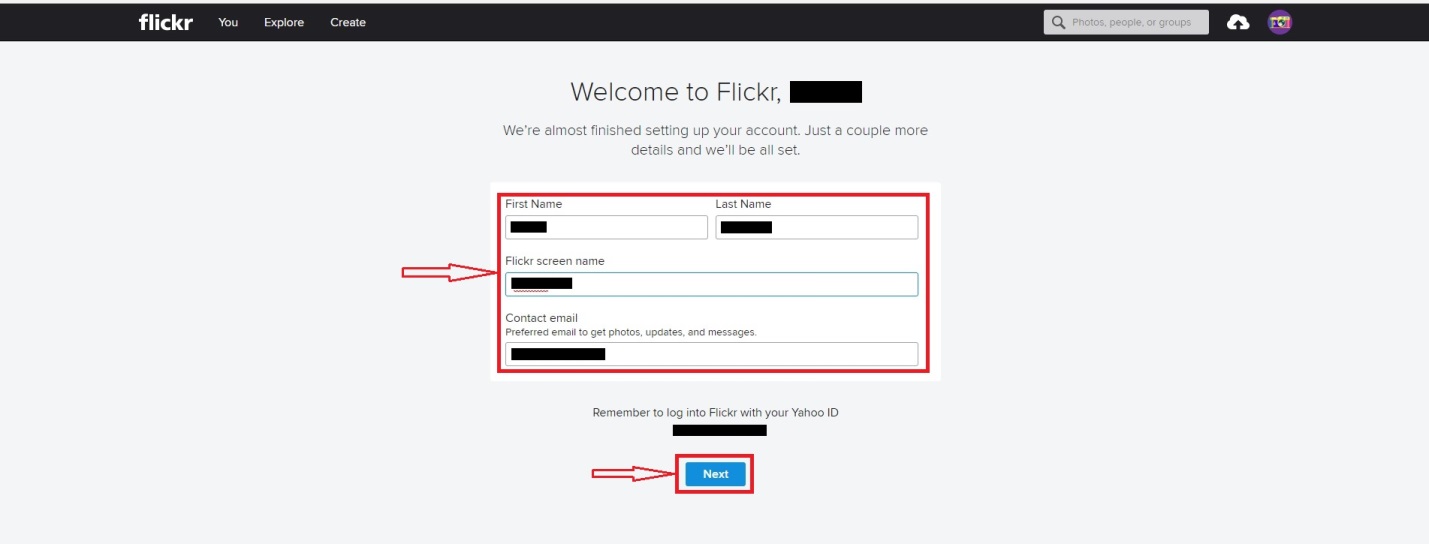 flickr You Explore Create Photos, people, or groups
Welcome to Flickr,
We're almost finished setting up your account. Just a couple more
details and we'll be all set.
First Name Last Name
Flickr screen name
Contact email
Preferred email to get photos, updates, and messages.
Remember to log into Flickr with your Yahoo ID
Next